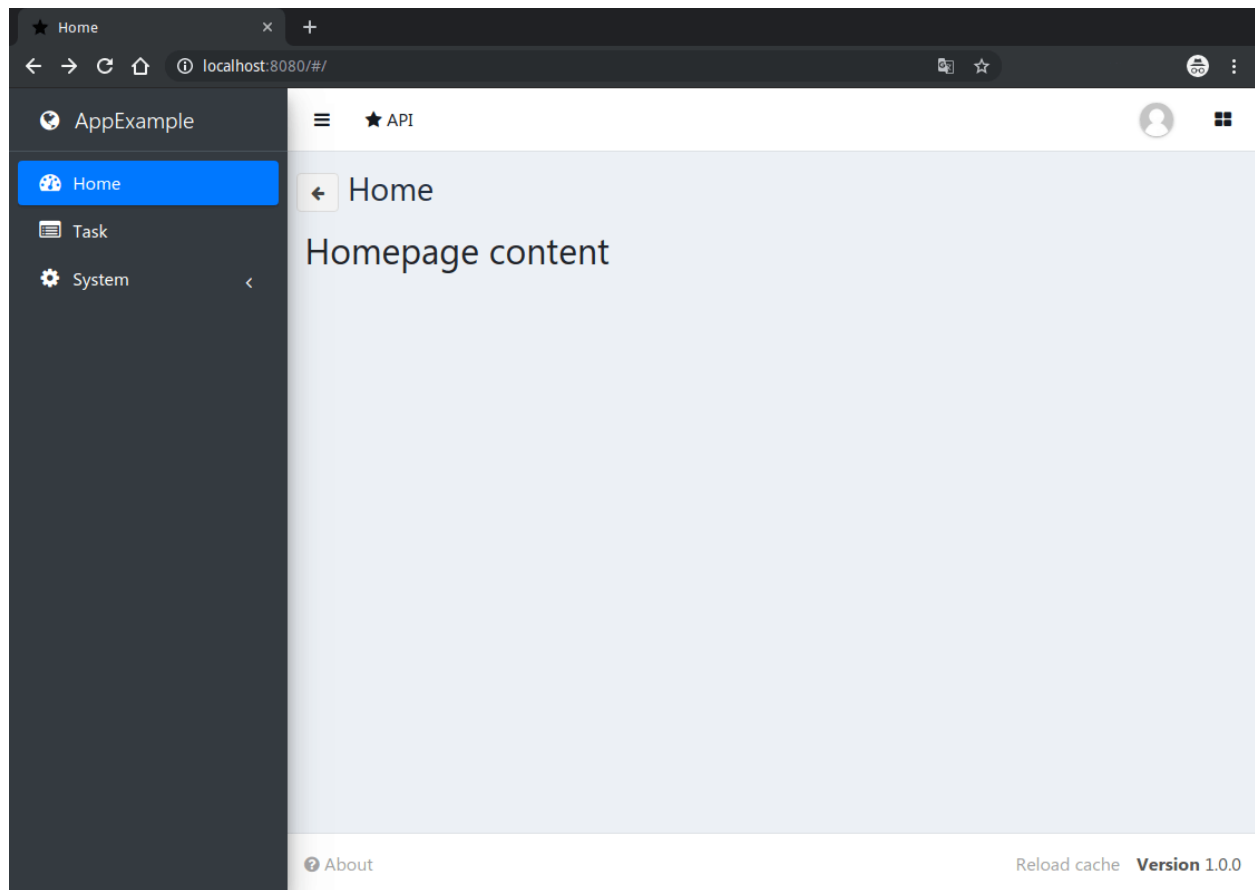 Home
localhost:8080/#/
AppExample
API
Home
Home
Task
Homepage content
System
About
Reload cache Version 1.0.0